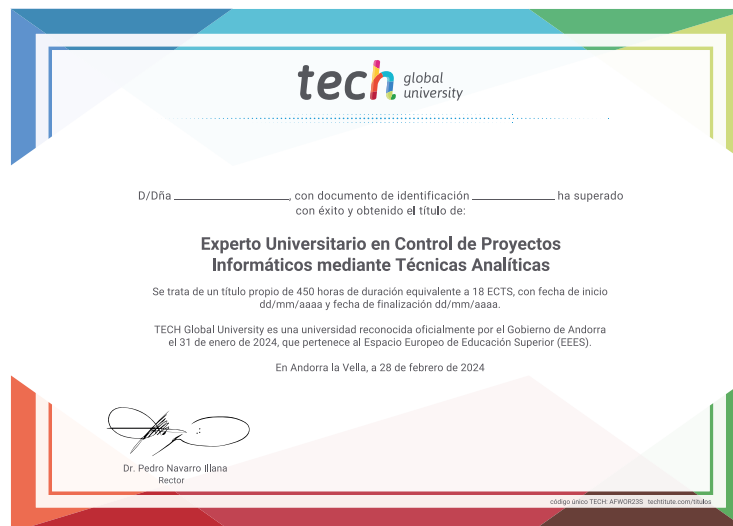 tech global
university
D/Dña ____________________, con documento de identificación ______________ ha superado
con éxito y obtenido el título de:
Experto Universitario en Control de Proyectos
Informáticos mediante Técnicas Analíticas
Se trata de un título propio de 450 horas de duración equivalente a 18 ECTS, con fecha de inicio
dd/mm/aaaa y fecha de finalización dd/mm/aaaa.
TECH Global University es una universidad reconocida oficialmente por el Gobierno de Andorra
el 31 de enero de 2024, que pertenece al Espacio Europeo de Educación Superior (EEES).
En Andorra la Vella, a 28 de febrero de 2024
Dr. Pedro Navarro Illana
Rector
código único TECH: AFWOR23S techtitute.com/titulos